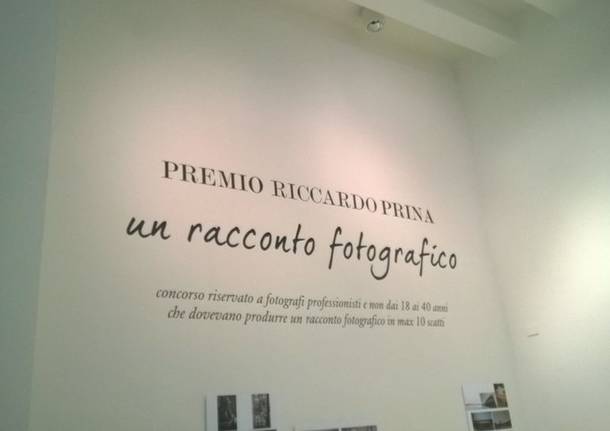 PREMIO RICCARDO PRINA
un racconto fotografico
concorso riservato a fotografi professionisti e non dai 18 ai 40 anni
che dovevano produrre un racconto fotografico in max 10 scatti